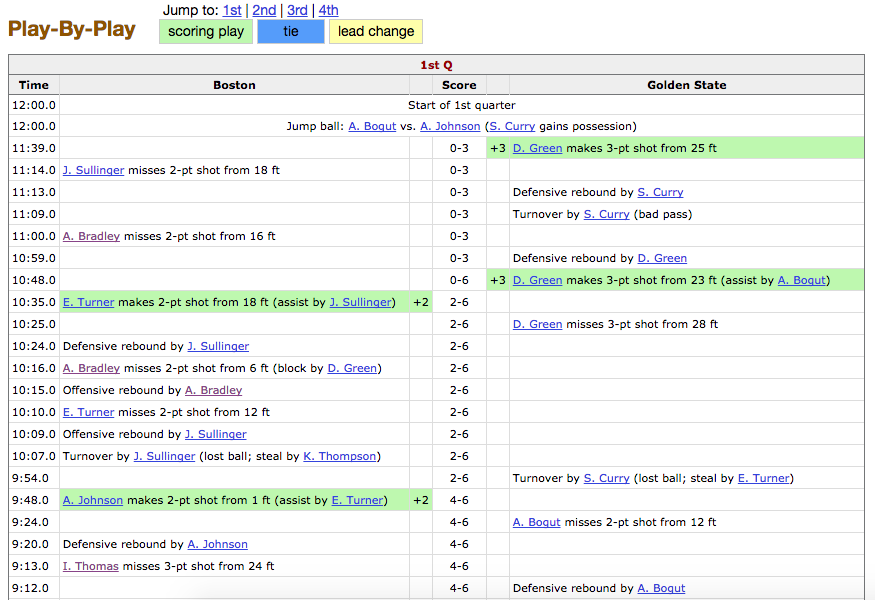 Jump to: 1st | 2nd | 3rd | 4th
Play-By-Play
scoring play tie lead change
1st Q
Time Boston Score Golden State
12:00.0 Start of 1st quarter
12:00.0 Jump ball: A. Bogut vs. A. Johnson (S. Curry gains possession)
11:39.0 0-3 +3 D. Green makes 3-pt shot from 25 ft
11:14.0 J. Sullinger misses 2-pt shot from 18 ft 0-3
11:13.0 0-3 Defensive rebound by S. Curry
11:09.0 0-3 Turnover by S. Curry (bad pass)
11:00.0 A. Bradley misses 2-pt shot from 16 ft 0-3
10:59.0 0-3 Defensive rebound by D. Green
10:48.0 0-6 +3 D. Green makes 3-pt shot from 23 ft (assist by A. Bogut)
10:35.0 E. Turner makes 2-pt shot from 18 ft (assist by J. Sullinger) +2 2-6
10:25.0 2-6 D. Green misses 3-pt shot from 28 ft
10:24.0 Defensive rebound by J. Sullinger 2-6
10:16.0 A. Bradley misses 2-pt shot from 6 ft (block by D. Green) 2-6
10:15.0 Offensive rebound by A. Bradley 2-6
10:10.0 E. Turner misses 2-pt shot from 12 ft 2-6
10:09.0 Offensive rebound by J. Sullinger 2-6
10:07.0 Turnover by J. Sullinger (lost ball; steal by K. Thompson) 2-6
9:54.0 2-6 Turnover by S. Curry (lost ball; steal by E. Turner)
9:48.0 A. Johnson makes 2-pt shot from 1 ft (assist by E. Turner) +2 4-6
9:24.0 4-6 A. Bogut misses 2-pt shot from 12 ft
9:20.0 Defensive rebound by A. Johnson 4-6
9:13.0 I. Thomas misses 3-pt shot from 24 ft 4-6
9:12.0 4-6 Defensive rebound by A. Bogut